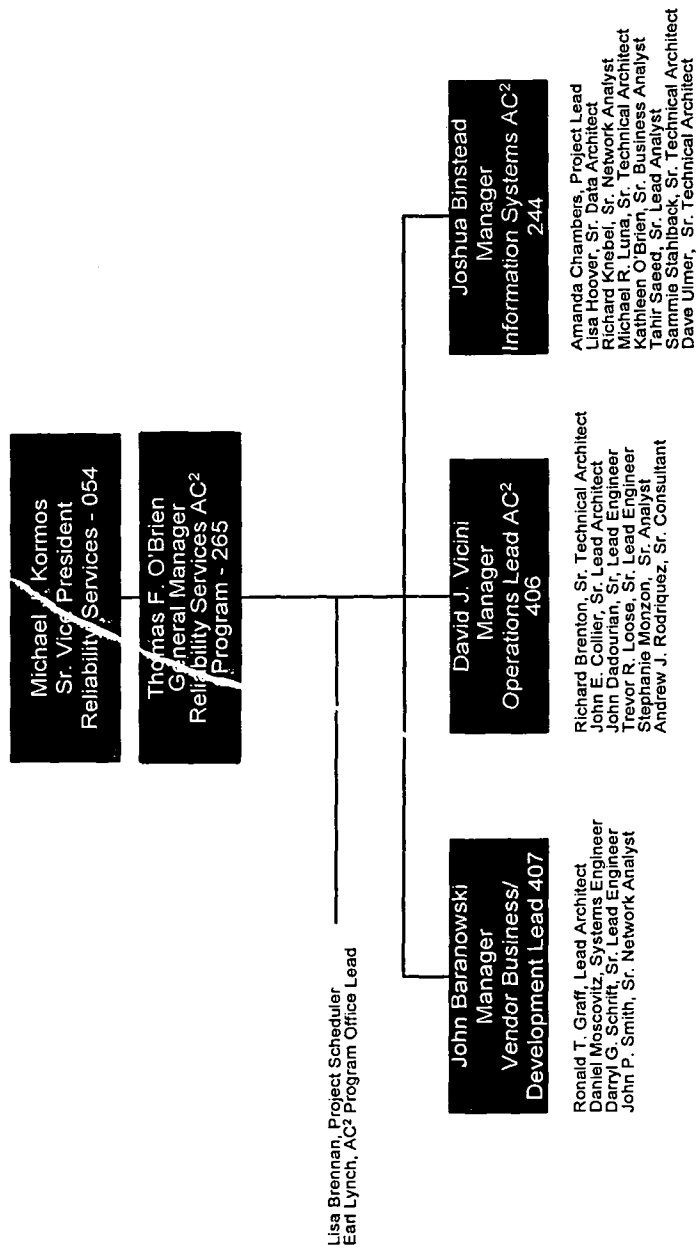 Michael Kormos
Sr. Vice President
Reliability Services - 054
Thomas F. O'Brien
General Manager
Reliability Services AC²
Program - 265
Lisa Brennan, Project Scheduler
Earl Lynch, AC² Program Office Lead
John Baranowski
Manager
Vendor Business/
Development Lead 407
Ronald T. Graff, Lead Architect
Daniel Moscovitz, Systems Engineer
Darryl G. Schrift, Sr. Lead Engineer
John P. Smith, Sr. Network Analyst
David J. Vicini
Manager
Operations Lead AC²
406
Richard Brenton, Sr. Technical Architect
John E. Collier, Sr. Lead Architect
John Dadourian, Sr, Lead Engineer
Trevor R. Loose, Sr. Lead Engineer
Stephanie Monzon, Sr. Analyst
Andrew J. Rodriquez, Sr. Consultant
Joshua Binstead
Manager
Information Systems AC²
244
Amanda Chambers, Project Lead
Lisa Hoover, Sr. Data Architect
Richard Knebel, Sr. Network Analyst
Michael R. Luna, Sr. Technical Architect
Kathleen O'Brien, Sr. Business Analyst
Tahir Saeed, Sr. Lead Analyst
Sammie Stahlback, Sr. Technical Architect
Dave Ulmer, Sr. Technical Architect